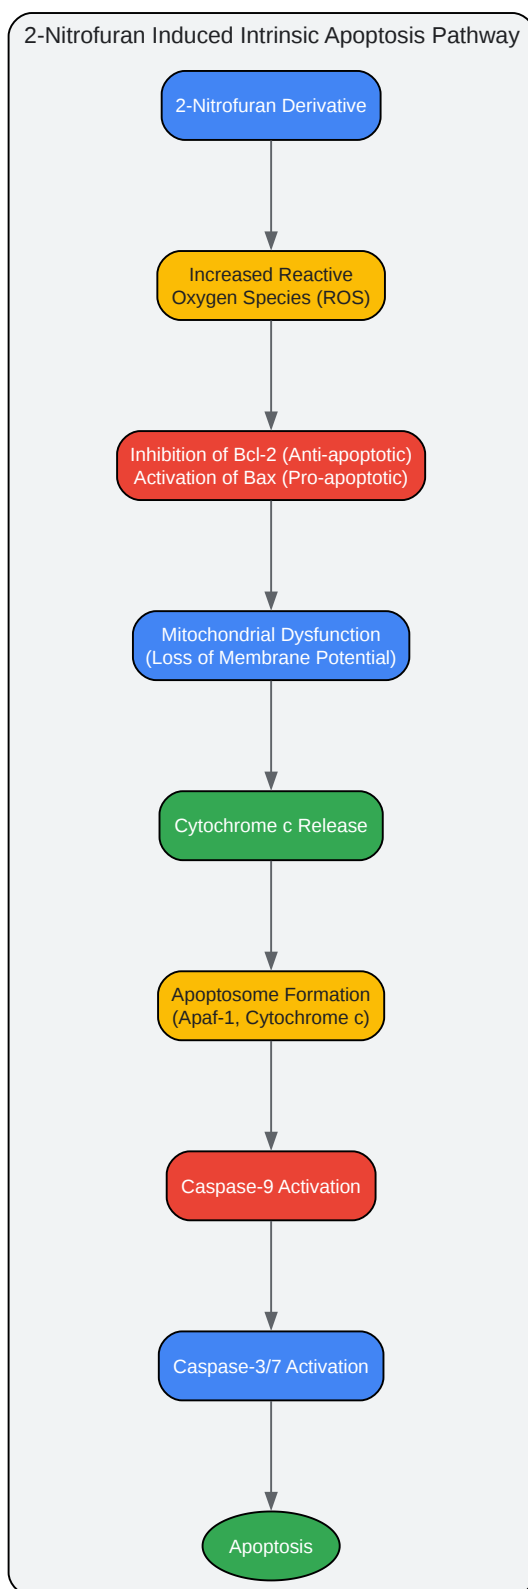 2-Nitrofuran Induced Intrinsic Apoptosis Pathway
2-Nitrofuran Derivative
Increased Reactive
Oxygen Species (ROS)
Inhibition of Bcl-2 (Anti-apoptotic)
Activation of Bax (Pro-apoptotic)
Mitochondrial Dysfunction
(Loss of Membrane Potential)
Cytochrome c Release
Apoptosome Formation
(Apaf-1, Cytochrome c)
Caspase-9 Activation
Caspase-3/7 Activation
Apoptosis